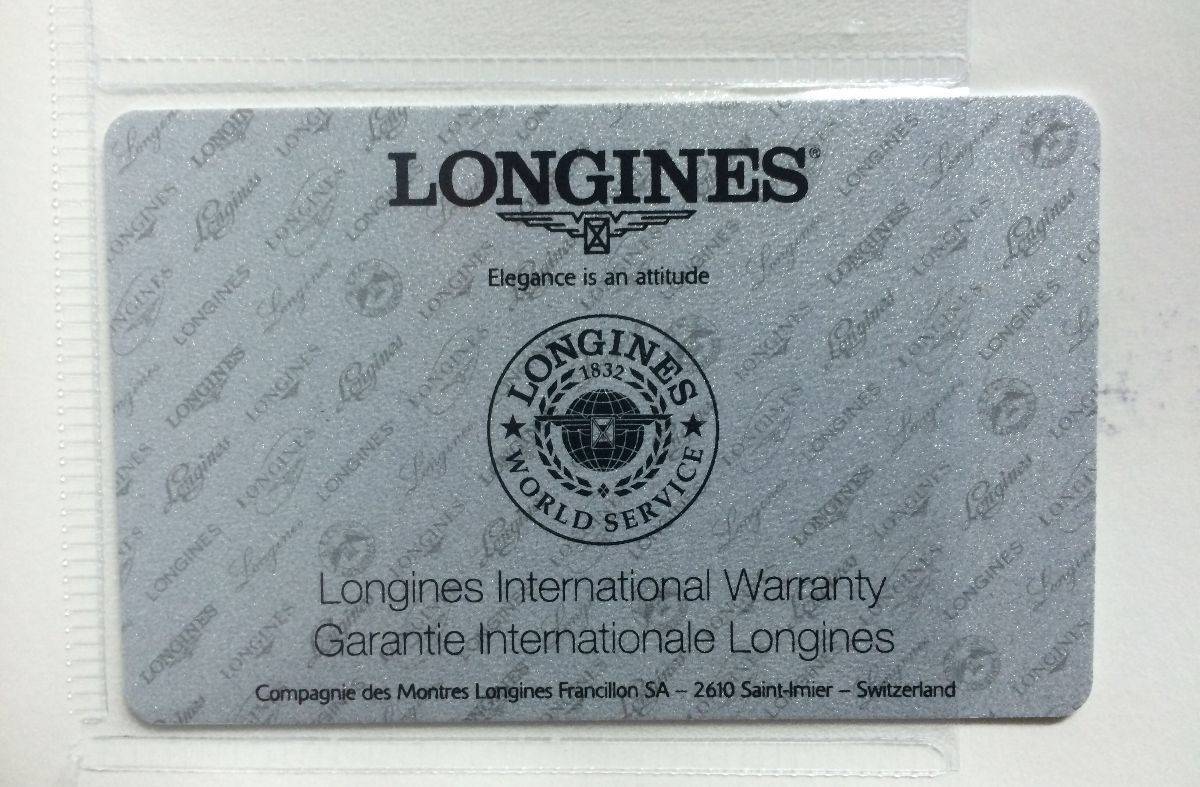 LONGINES®
Elegance is an attitude
LONGINES
1832
WORLD SERVICE
Longines International Warranty
Garantie Internationale Longines
Compagnie des Montres Longines Francillon SA – 2610 Saint-Imier – Switzerland